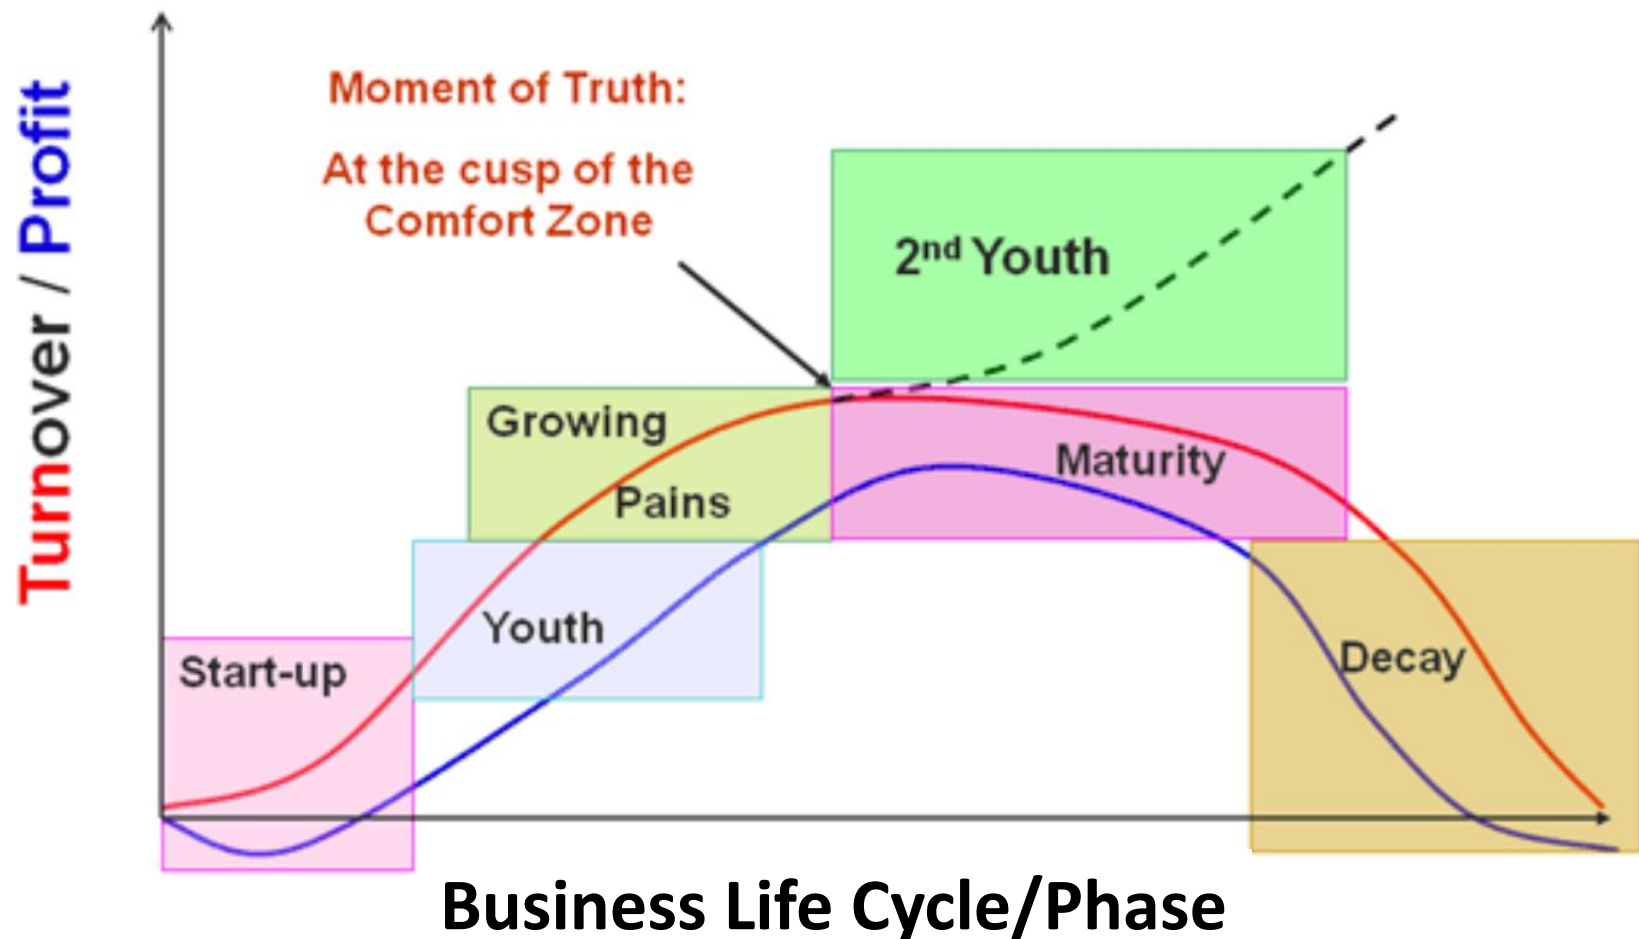 Turnover / Profit
Moment of Truth:
At the cusp of the
Comfort Zone
2nd Youth
Growing
Pains
Maturity
Youth
Start-up
Decay
Business Life Cycle/Phase